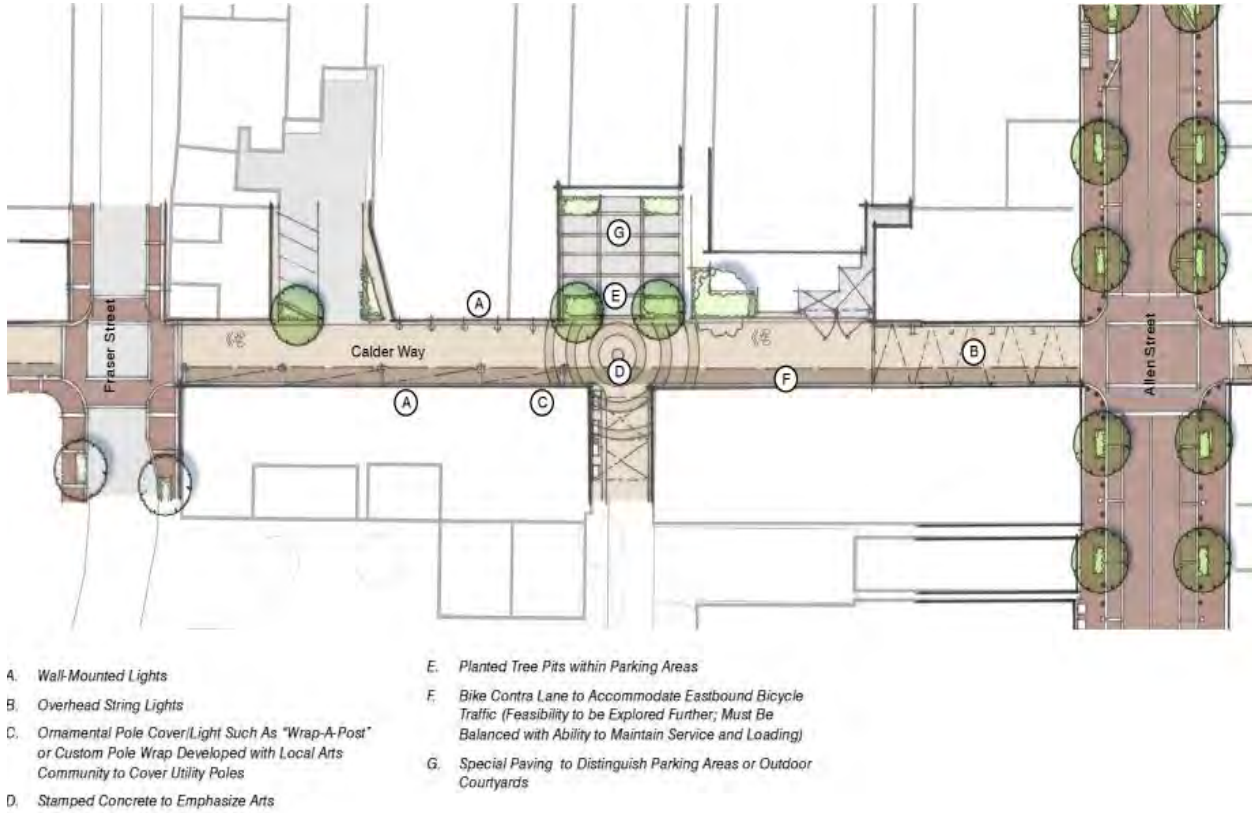 G
E
A
Fraser Street
Calder Way
D
B
Allen Street
F
A
C
A. Wall-Mounted Lights
B. Overhead String Lights
C. Ornamental Pole Cover/Light Such As "Wrap-A-Post"
or Custom Pole Wrap Developed with Local Arts
Community to Cover Utility Poles
D. Stamped Concrete to Emphasize Arts
E. Planted Tree Pits within Parking Areas
F. Bike Contra Lane to Accommodate Eastbound Bicycle
Traffic (Feasibility to be Explored Further; Must Be
Balanced with Ability to Maintain Service and Loading)
G. Special Paving to Distinguish Parking Areas or Outdoor
Courtyards